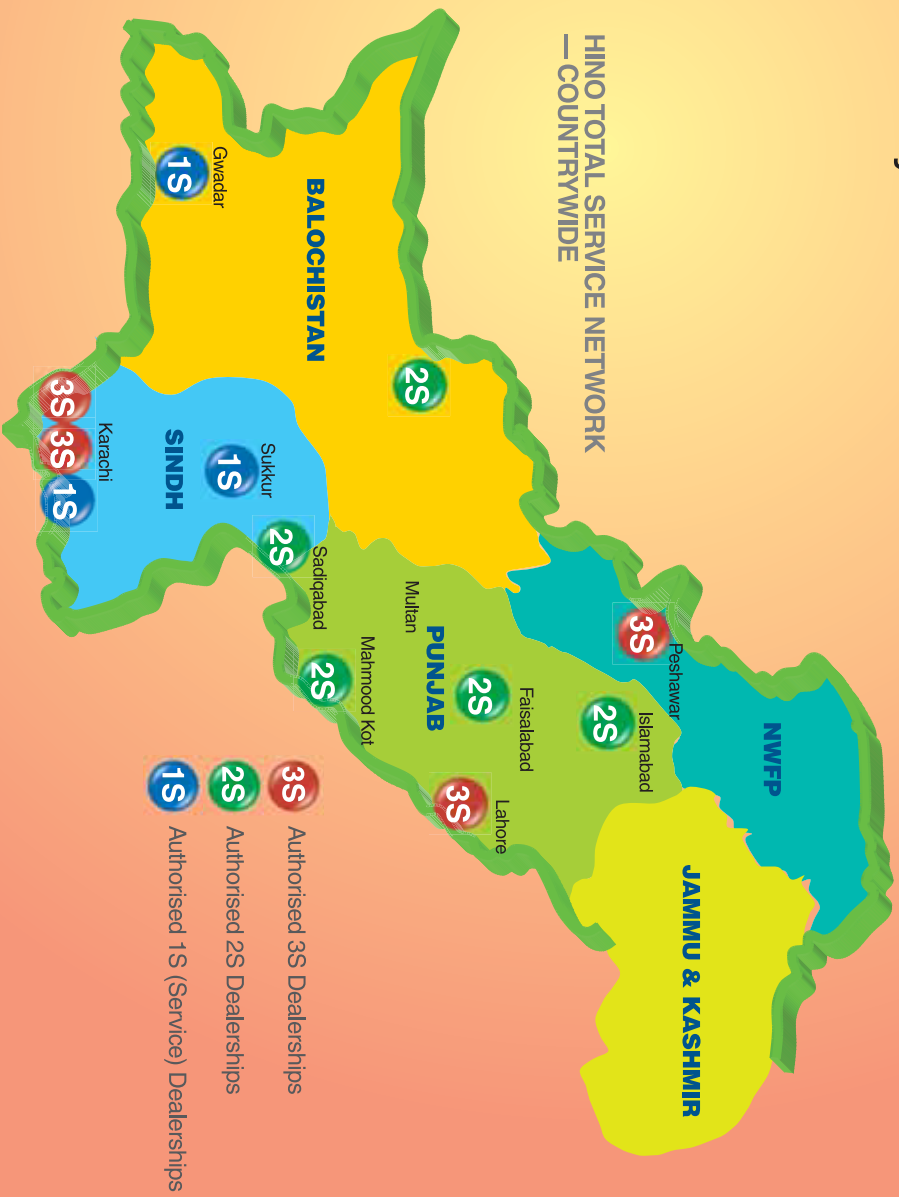 HINO TOTAL SERVICE NETWORK
— COUNTRYWIDE
NWFP
Peshawar
3S
JAMMU & KASHMIR
Islamabad
2S
Faisalabad
2S
Lahore
3S
PUNJAB
Multan
Mahmood Kot
2S
Sadiqabad
2S
2S
BALOCHISTAN
Gwadar
1S
Sukkur
1S
SINDH
Karachi
3S
3S
1S
3S Authorised 3S Dealerships
2S Authorised 2S Dealerships
1S Authorised 1S (Service) Dealerships